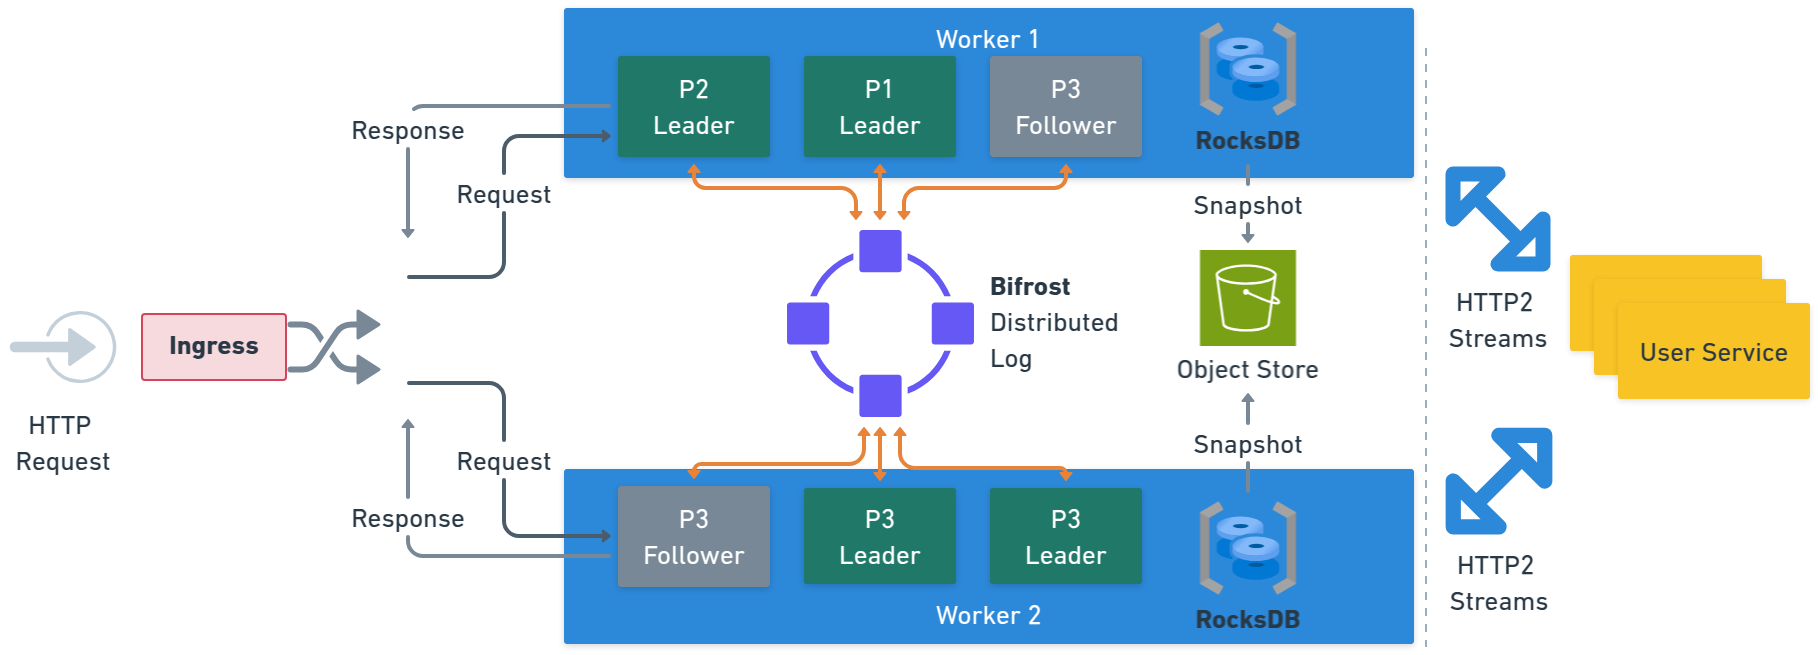 Worker 1
P2
Leader
P1
Leader
P3
Follower
RocksDB
Response
Request
Snapshot
Bifrost
Distributed
Log
Object Store
HTTP2
Streams
User Service
Ingress
HTTP
Request
Request
Response
Snapshot
P3
Follower
P3
Leader
P3
Leader
RocksDB
Worker 2
HTTP2
Streams